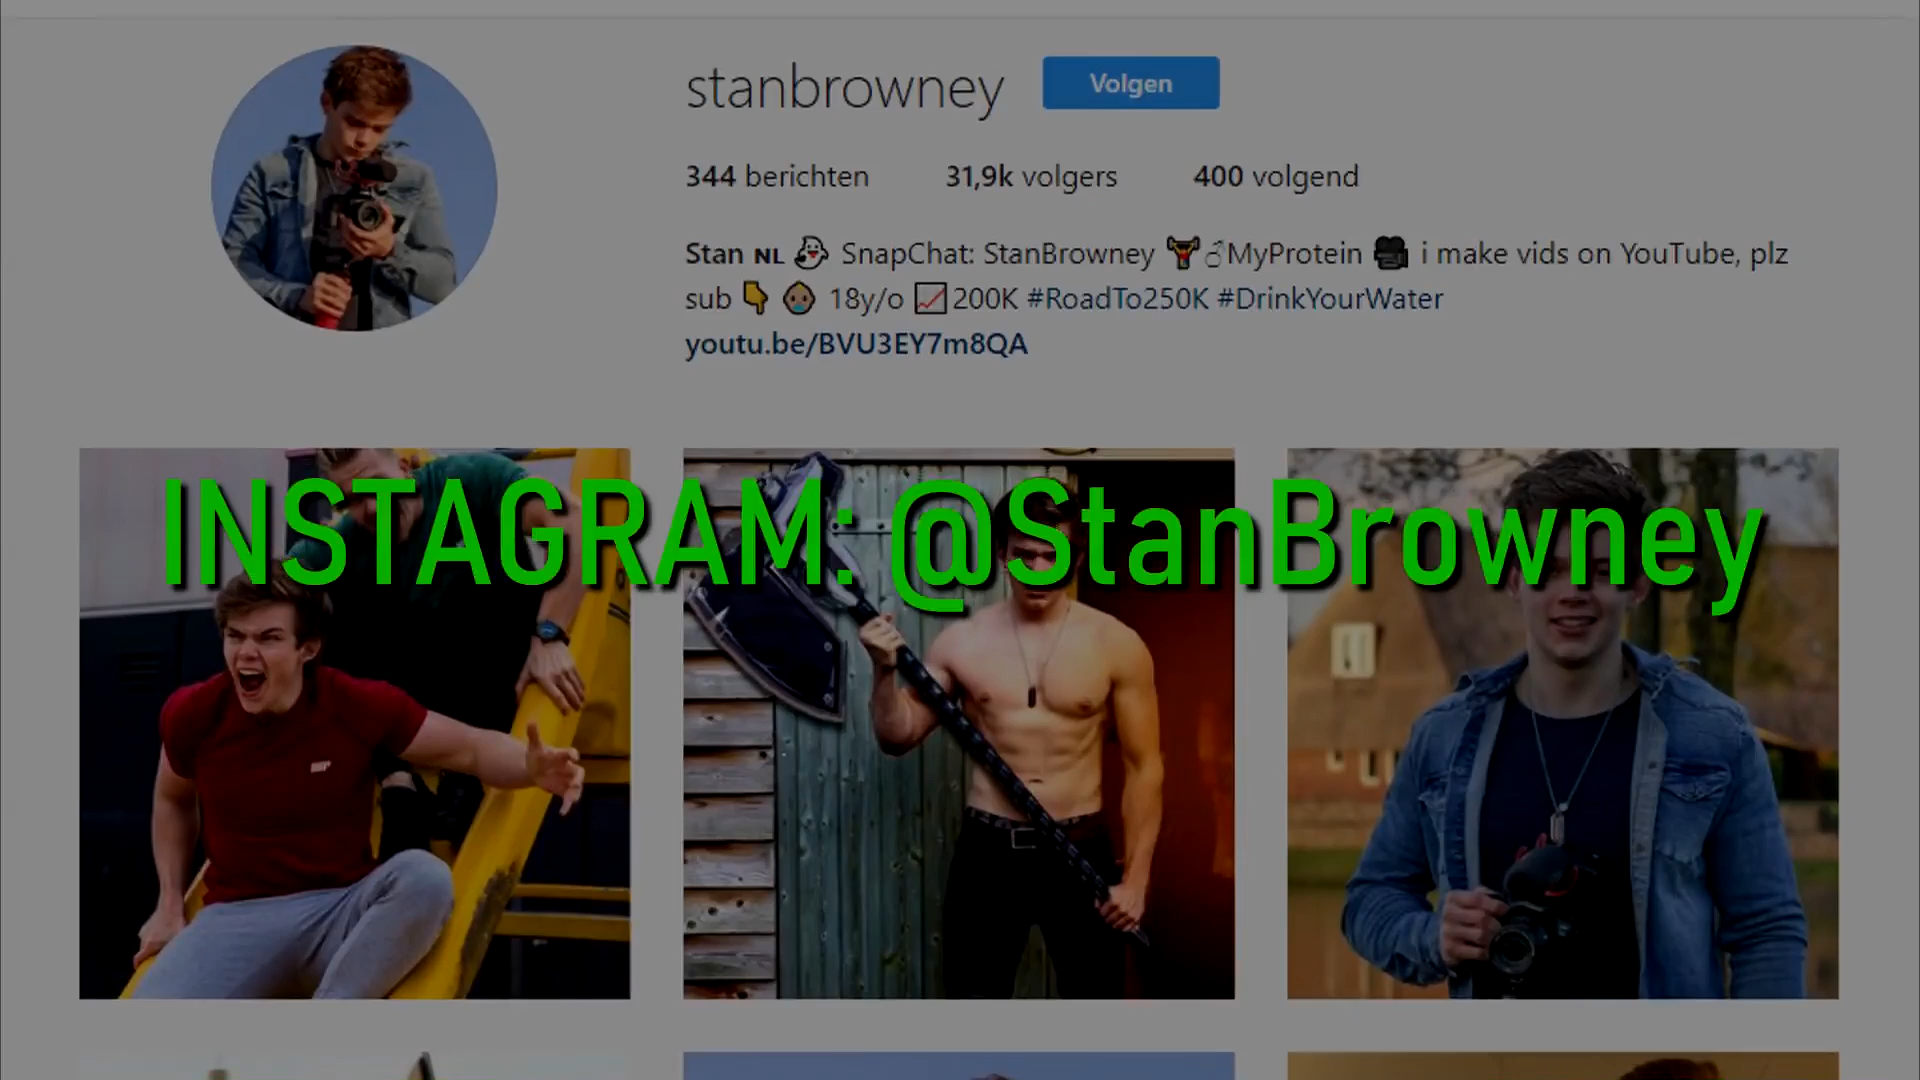 stanbrowney Volgen
344 berichten 31,9k volgers 400 volgend
Stan NL 👻 SnapChat: StanBrowney 🏋♂MyProtein 🎥 i make vids on YouTube, plz
sub 👇 👶 18y/o 📈200K #RoadTo250K #DrinkYourWater
youtu.be/BVU3EY7m8QA
INSTAGRAM: @StanBrowney